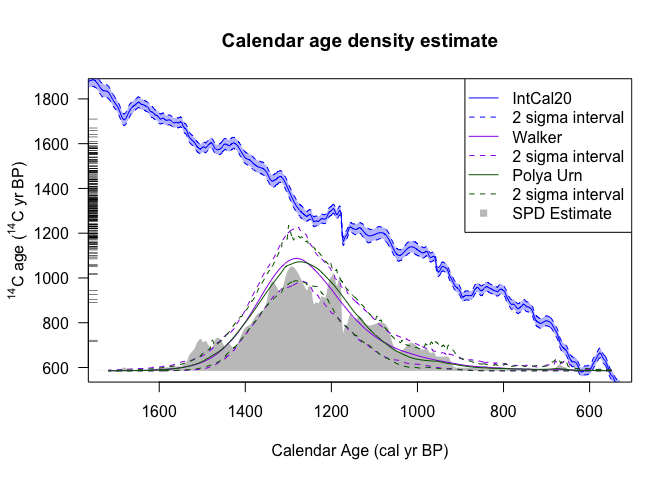 Calendar age density estimate
¹⁴C age (¹⁴C yr BP)
1800
1600
1400
1200
1000
800
600
IntCal20
2 sigma interval
Walker
2 sigma interval
Polya Urn
2 sigma interval
SPD Estimate
1600 1400 1200 1000 800 600
Calendar Age (cal yr BP)